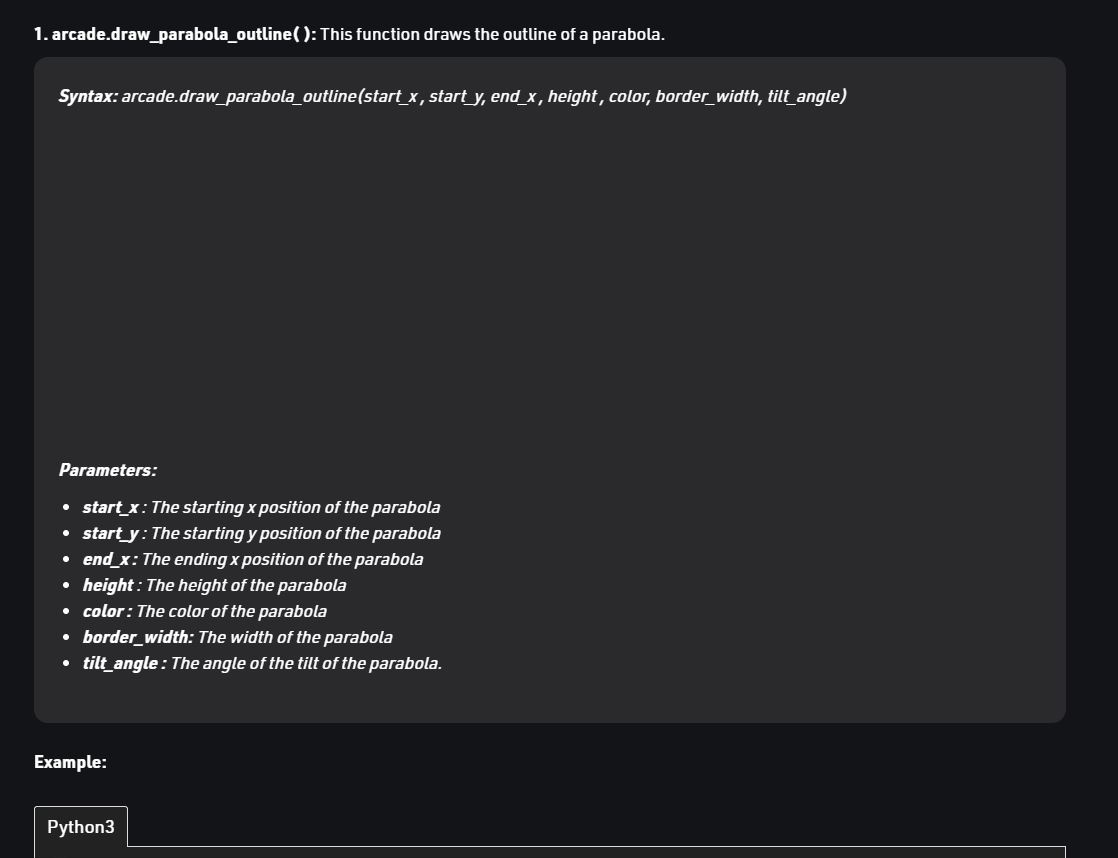 1. arcade.draw_parabola_outline( ): This function draws the outline of a parabola.
Syntax: arcade.draw_parabola_outline(start_x , start_y, end_x , height , color, border_width, tilt_angle)
Parameters:
• start_x : The starting x position of the parabola
• start_y : The starting y position of the parabola
• end_x : The ending x position of the parabola
• height : The height of the parabola
• color : The color of the parabola
• border_width: The width of the parabola
• tilt_angle : The angle of the tilt of the parabola.
Example:
Python3